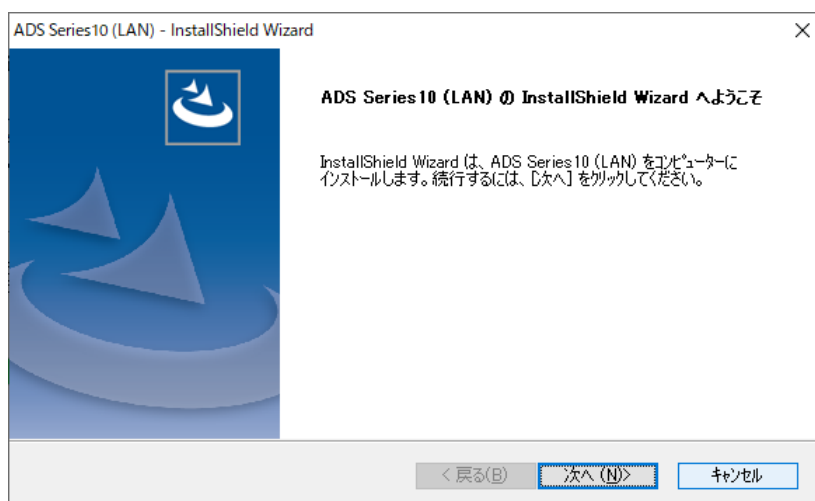 ADS Series10 (LAN) - InstallShield Wizard
ADS Series10 (LAN) の InstallShield Wizard へようこそ
InstallShield Wizard は、ADS Series10 (LAN) をコンピューターに
インストールします。続行するには、[次へ] をクリックしてください。
< 戻る(B)
次へ (N)>
キャンセル